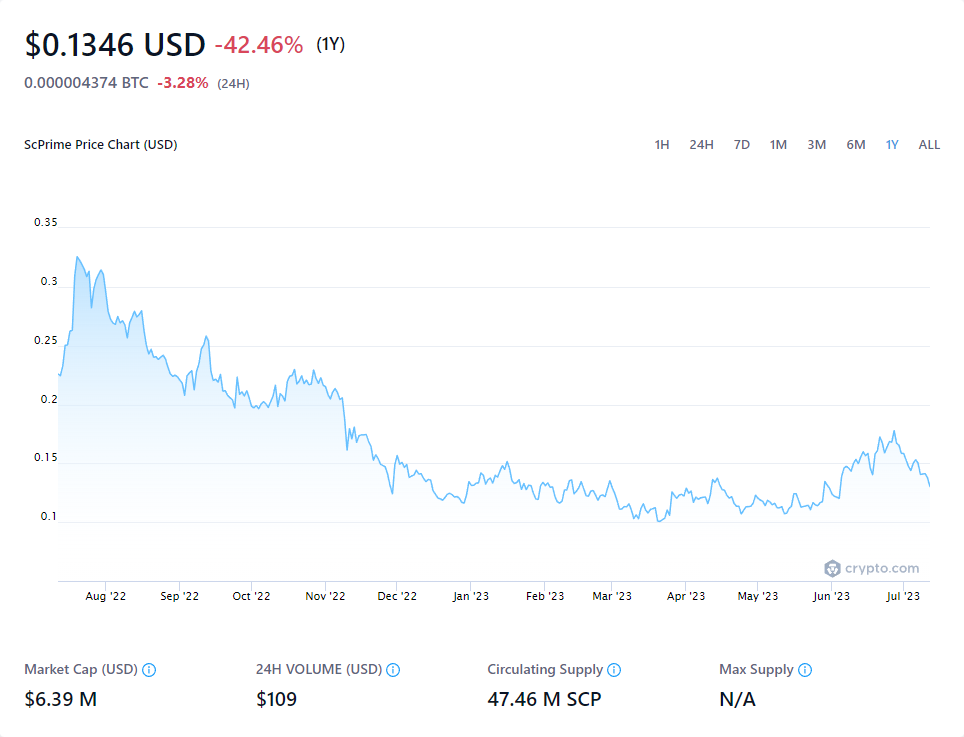 $0.1346 USD -42.46% (1Y)
0.000004374 BTC -3.28% (24H)
ScPrime Price Chart (USD) 1H 24H 7D 1M 3M 6M 1Y ALL
0.35
0.3
0.25
0.2
0.15
0.1
crypto.com
Aug '22 Sep '22 Oct '22 Nov '22 Dec '22 Jan '23 Feb '23 Mar '23 Apr '23 May '23 Jun '23 Jul '23
Market Cap (USD) 24H VOLUME (USD) Circulating Supply Max Supply
$6.39 M $109 47.46 M SCP N/A